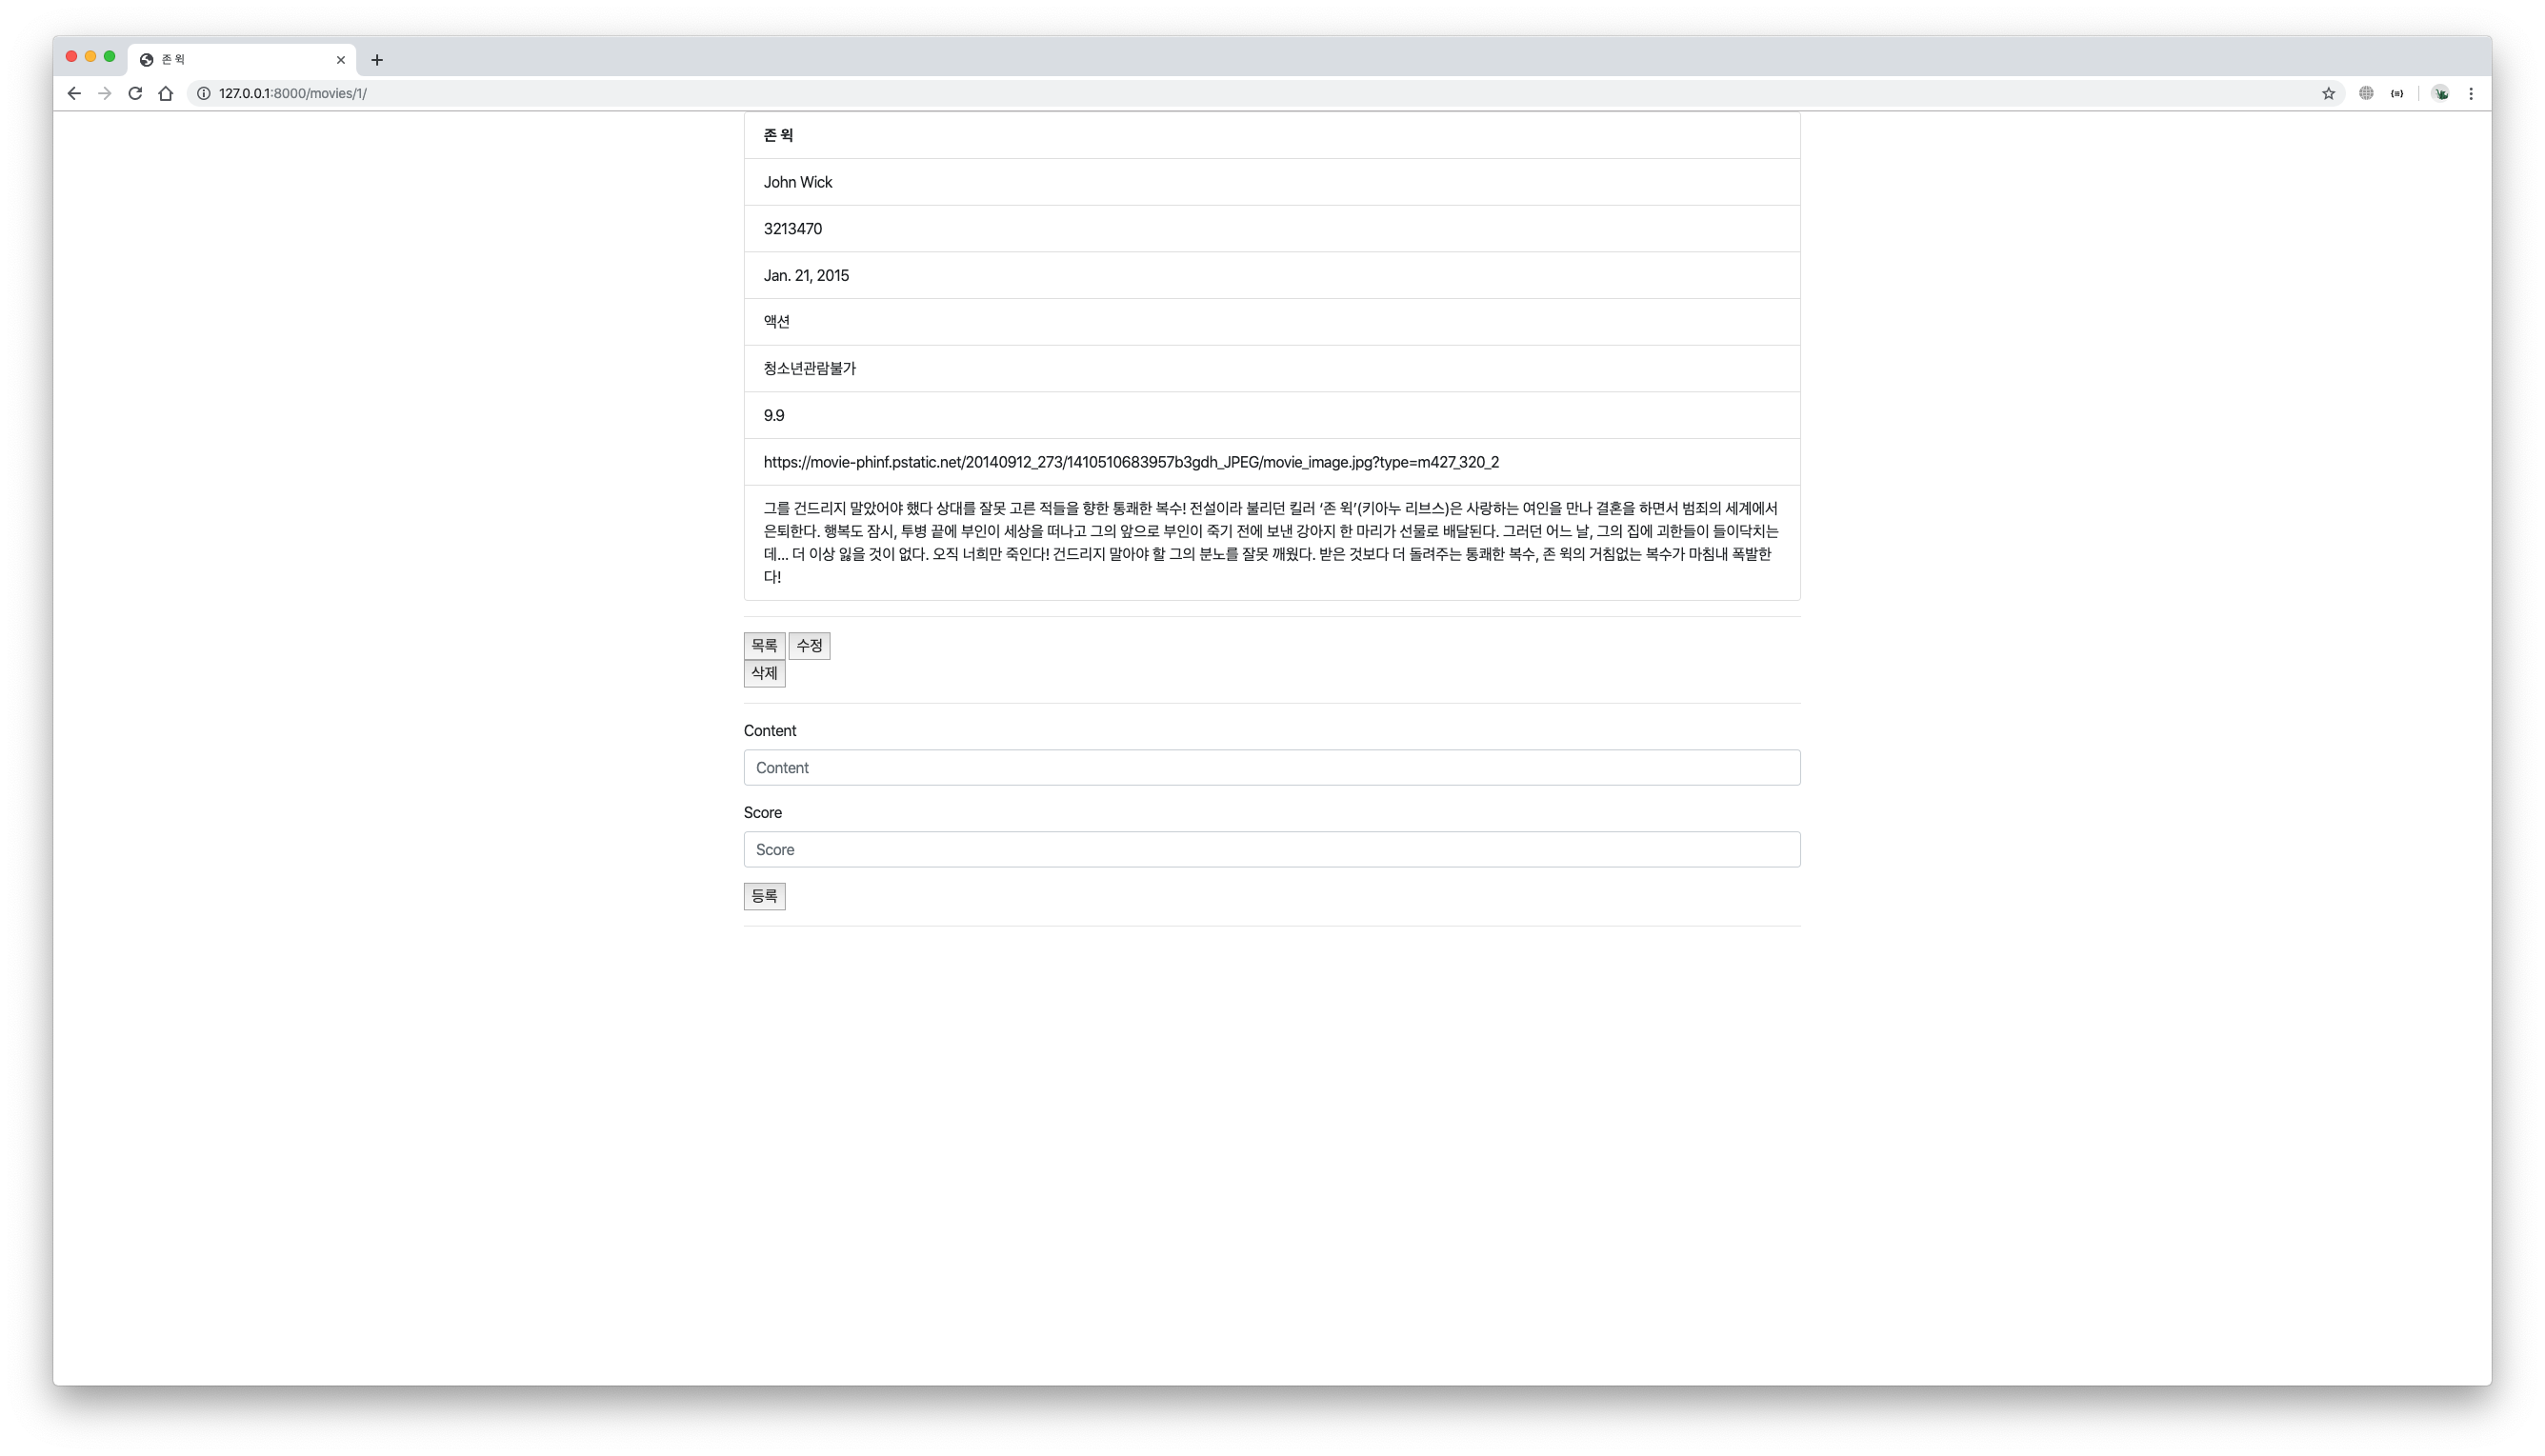 존 윅
127.0.0.1:8000/movies/1/
존 윅
John Wick
3213470
Jan. 21, 2015
액션
청소년관람불가
9.9
https://movie-phinf.pstatic.net/20140912_273/1410510683957b3gdh_JPEG/movie_image.jpg?type=m427_320_2
그를 건드리지 말았어야 했다 상대를 잘못 고른 적들을 향한 통쾌한 복수! 전설이라 불리던 킬러 ‘존 윅’(키아누 리브스)은 사랑하는 여인을 만나 결혼을 하면서 범죄의 세계에서
은퇴한다. 행복도 잠시, 투병 끝에 부인이 세상을 떠나고 그의 앞으로 부인이 죽기 전에 보낸 강아지 한 마리가 선물로 배달된다. 그러던 어느 날, 그의 집에 괴한들이 들이닥치는
데… 더 이상 잃을 것이 없다. 오직 너희만 죽인다! 건드리지 말아야 할 그의 분노를 잘못 깨웠다. 받은 것보다 더 돌려주는 통쾌한 복수, 존 윅의 거침없는 복수가 마침내 폭발한
다!
목록 수정
삭제
Content
Content
Score
Score
등록